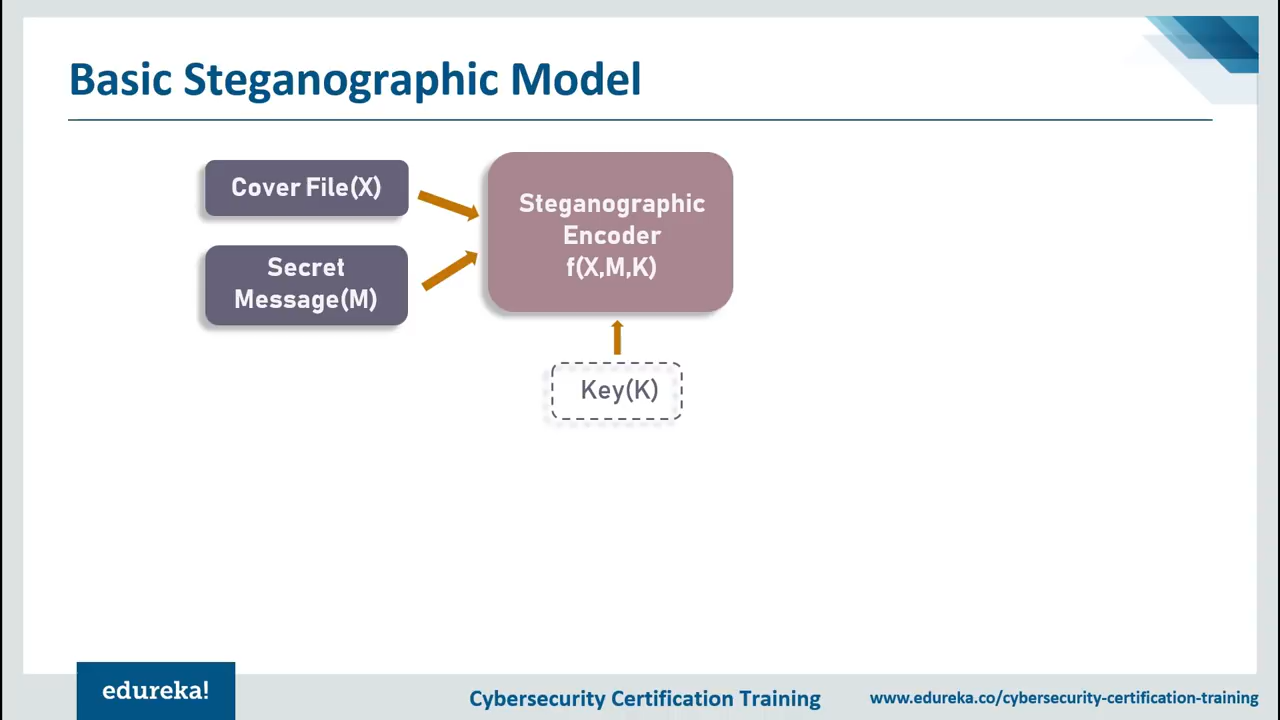 Basic Steganographic Model
Cover File(X)
Secret
Message(M)
Steganographic
Encoder
f(X,M,K)
Key(K)
edureka!
Cybersecurity Certification Training
www.edureka.co/cybersecurity-certification-training